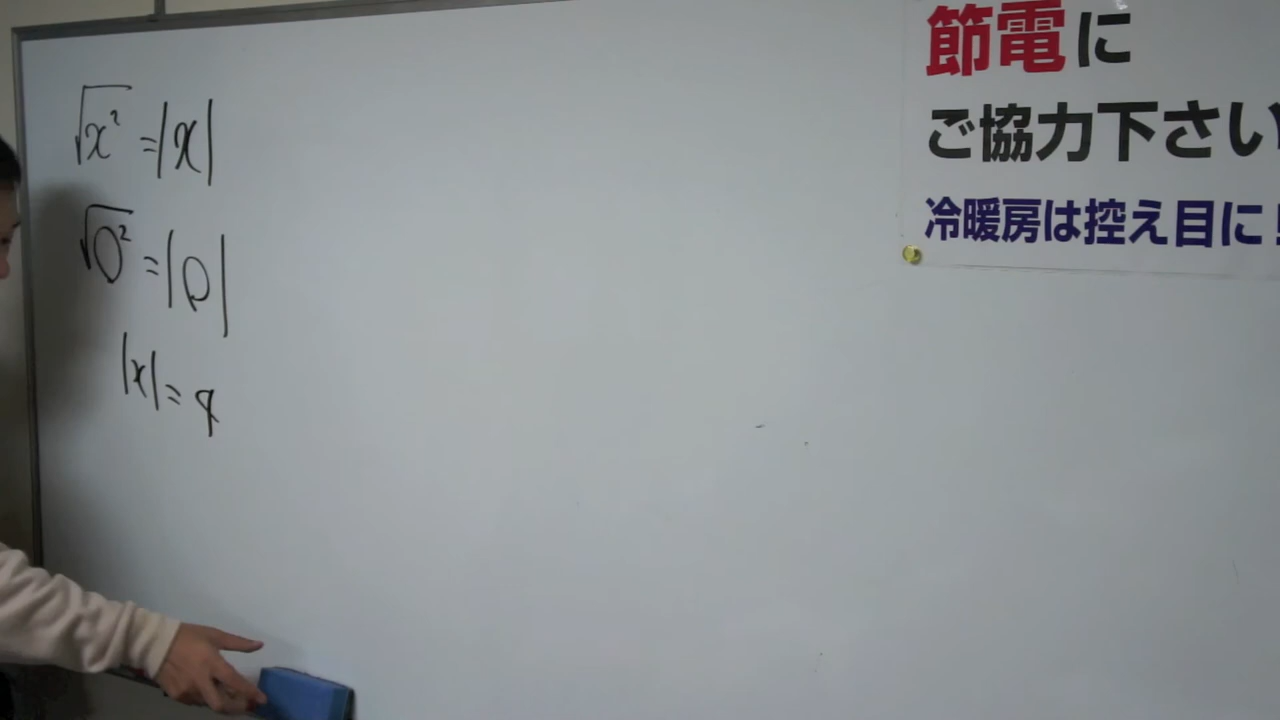 √x² = |x|
√0² = |0|
|x| =
節電に
ご協力下さい
冷暖房は控え目に!